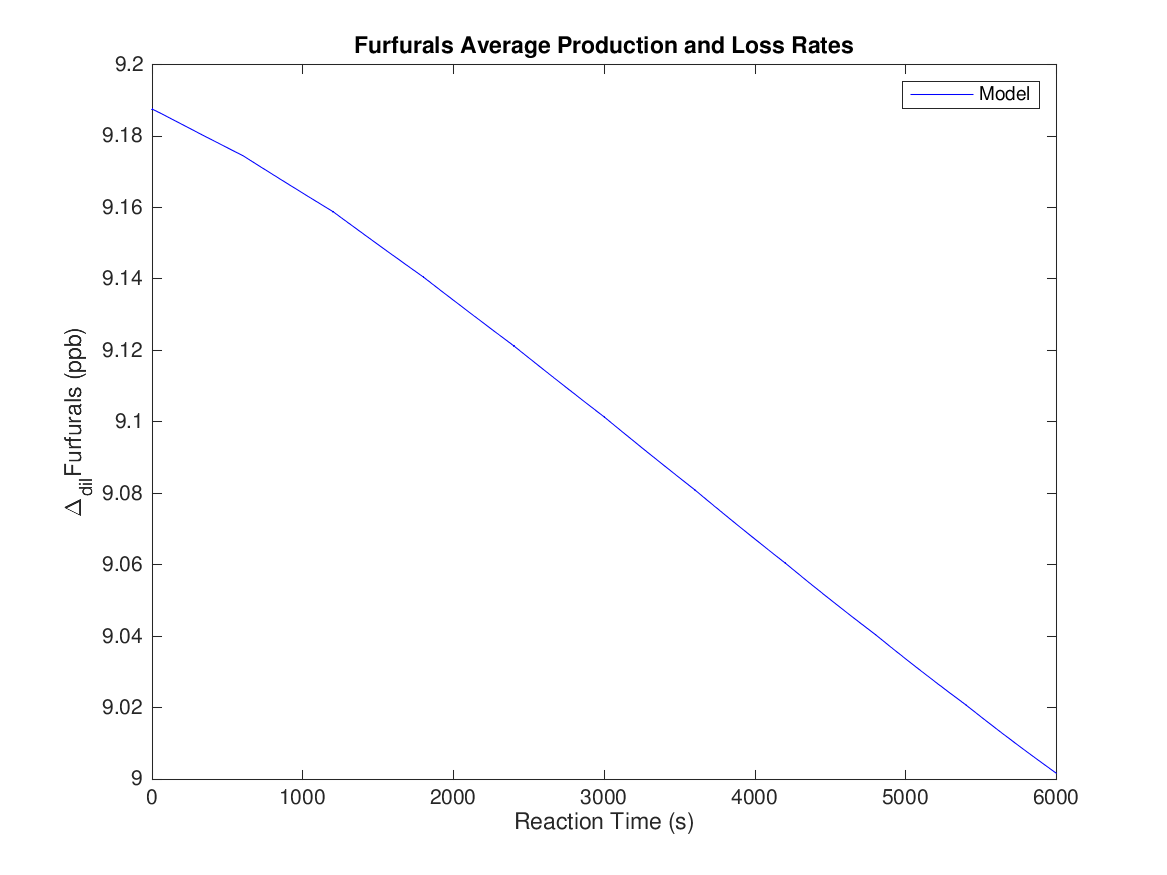 Furfurals Average Production and Loss Rates
Model
9.2
9.18
9.16
9.14
9.12
9.1
9.08
9.06
9.04
9.02
9
Δdil Furfurals (ppb)
0 1000 2000 3000 4000 5000 6000
Reaction Time (s)